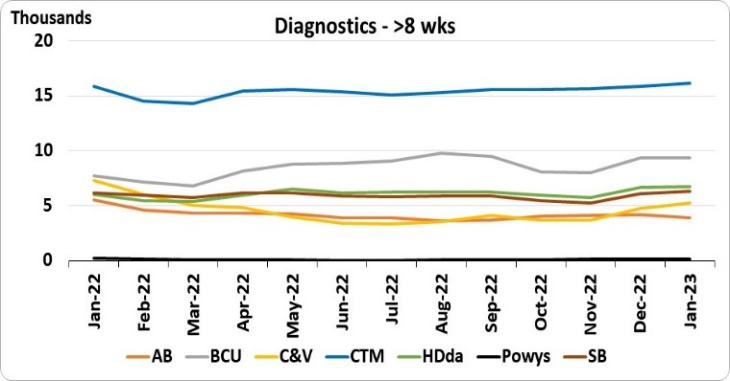 Thousands
Diagnostics - >8 wks
20
15
10
5
0
Jan-22 Feb-22 Mar-22 Apr-22 May-22 Jun-22 Jul-22 Aug-22 Sep-22 Oct-22 Nov-22 Dec-22 Jan-23
AB BCU C&V CTM HDda Powys SB